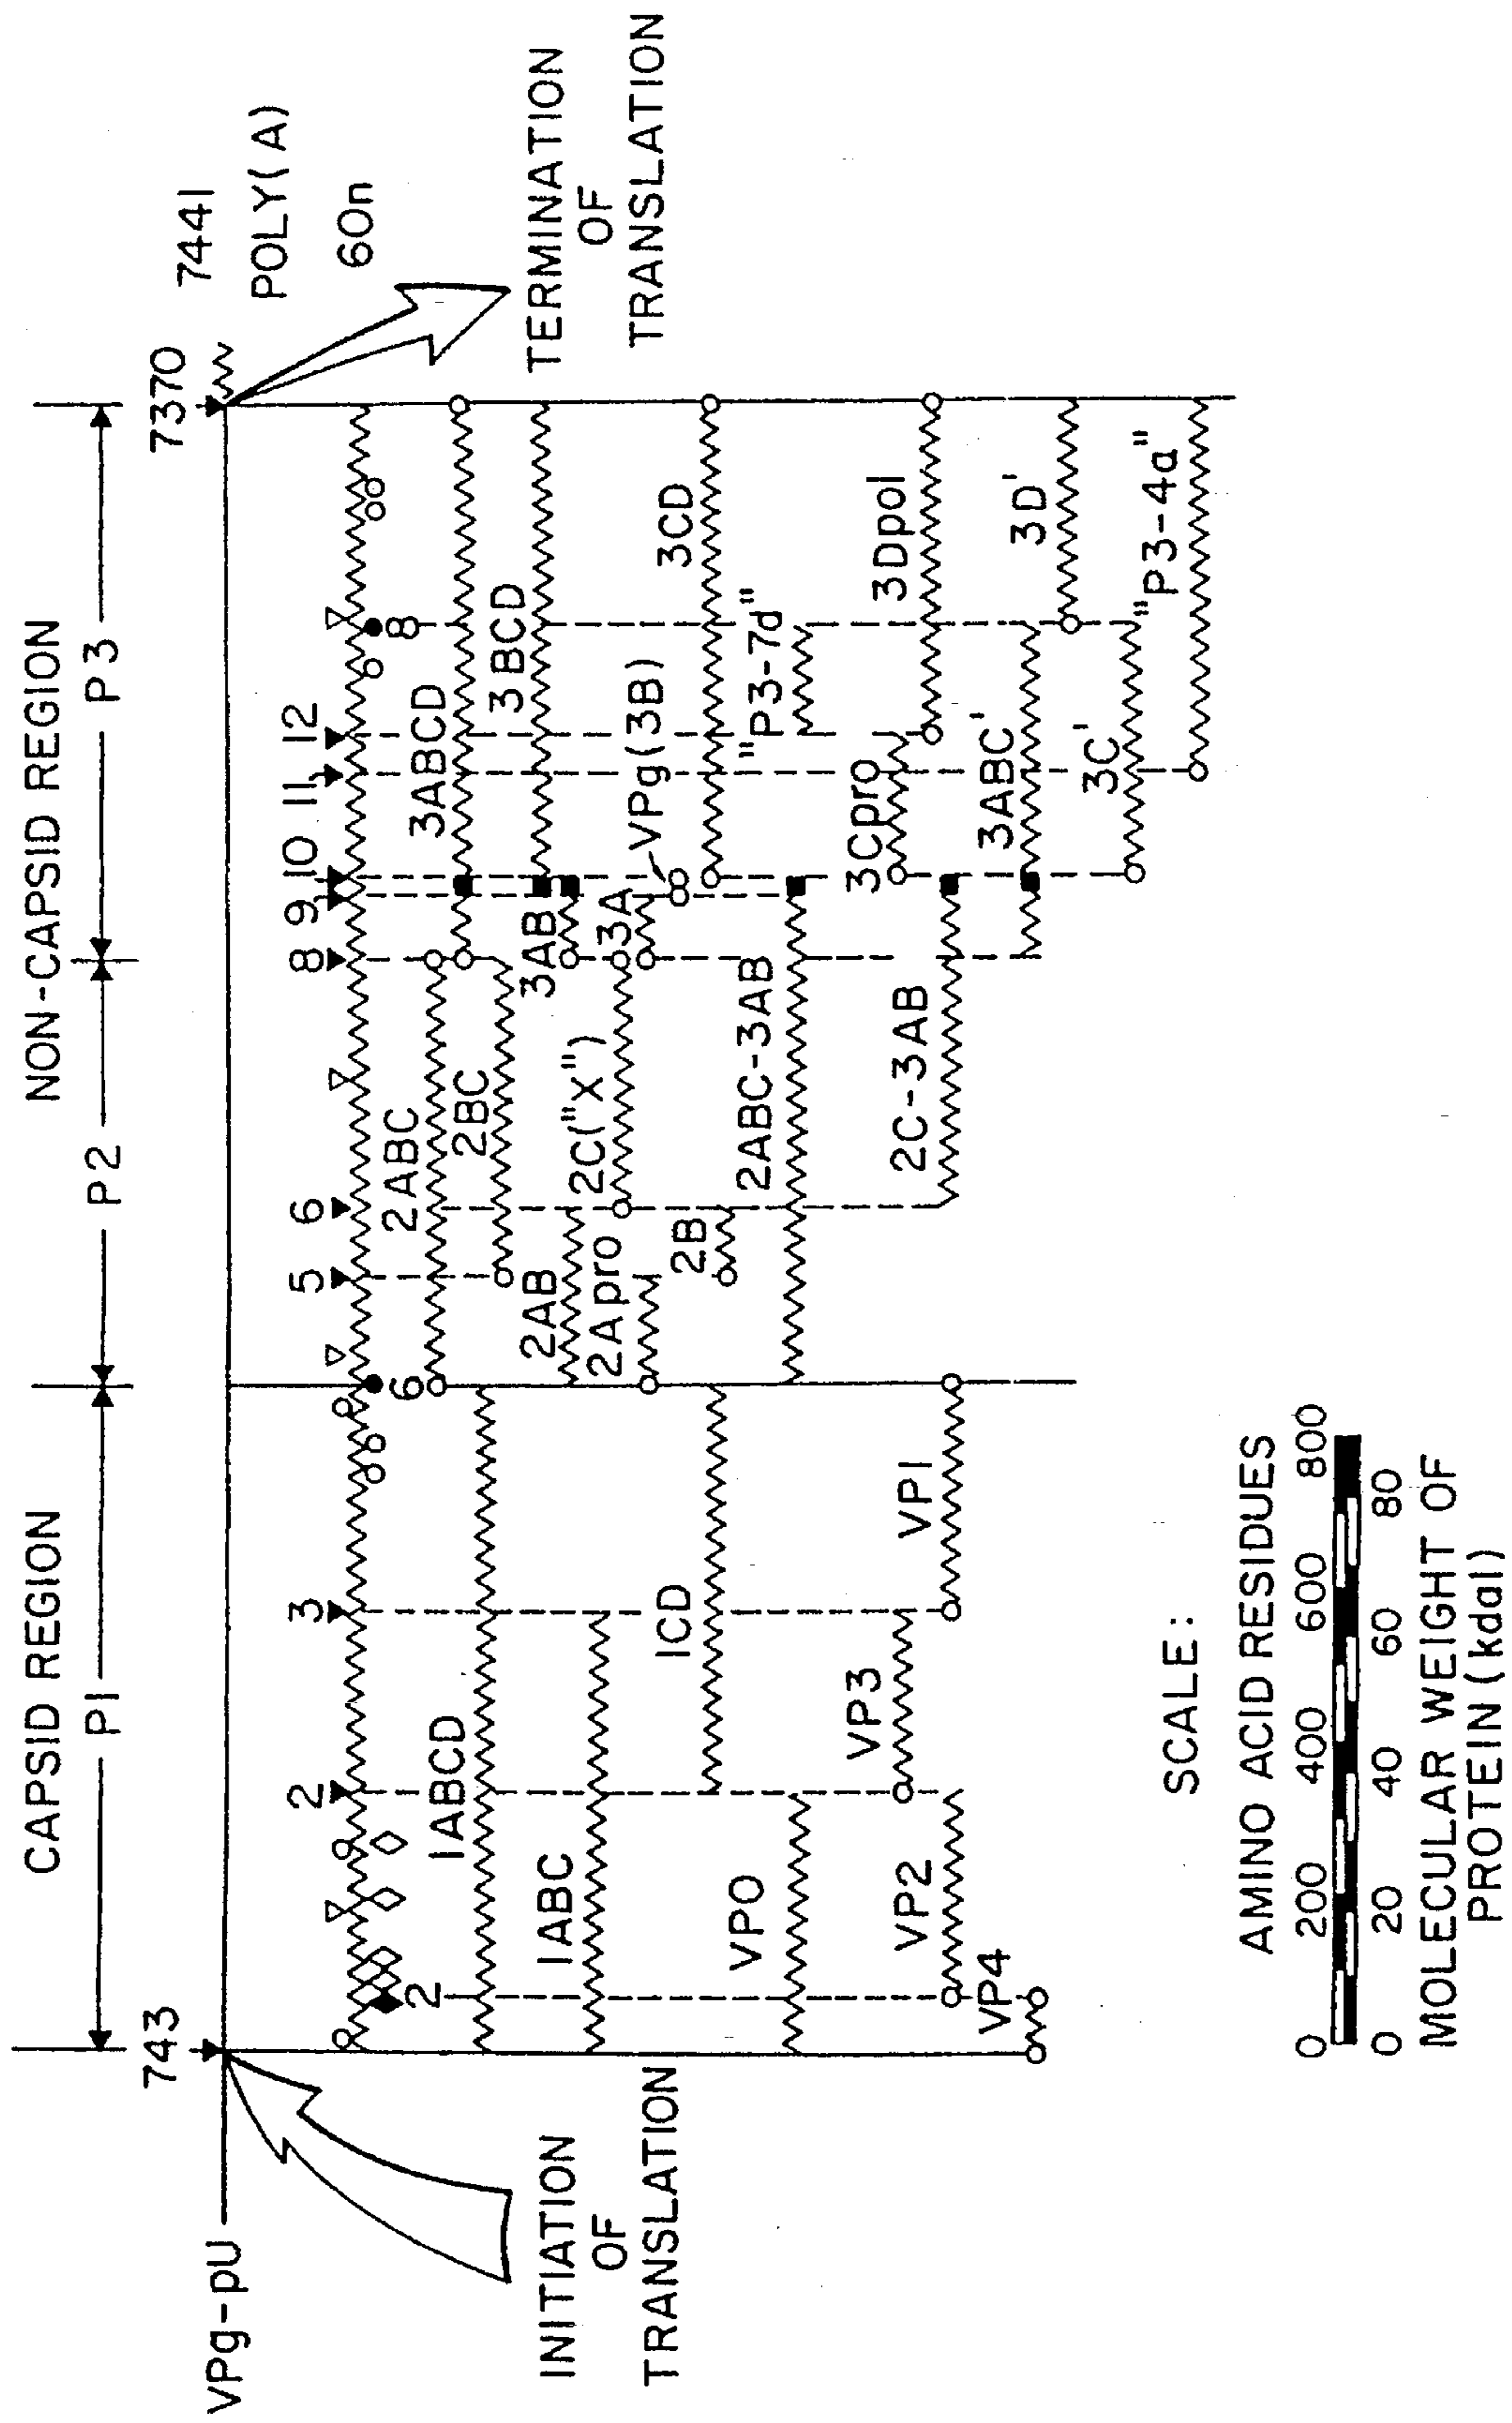 CAPSID REGION
NON-CAPSID REGION
P1
P2
P3
743
7370
7441
VPg-pU
POLY(A)
60n
2
3
5
6
8
9
10
11
12
2
6
8
1ABCD
2ABC
3ABCD
2BC
3BCD
INITIATION
OF
TRANSLATION
TERMINATION
OF
TRANSLATION
1ABC
2AB
3AB
2C("X")
2Apro
3A
VPg(3B)
1CD
2B
3CD
VPO
2ABC-3AB
"P3-7d"
VP3
3Cpro
3Dpol
VP2
VP1
2C-3AB
VP4
3ABC'
3D'
3C'
"P3-4a"
SCALE:
AMINO ACID RESIDUES
0 200 400 600 800
0 20 40 60 80
MOLECULAR WEIGHT OF
PROTEIN (kdal)